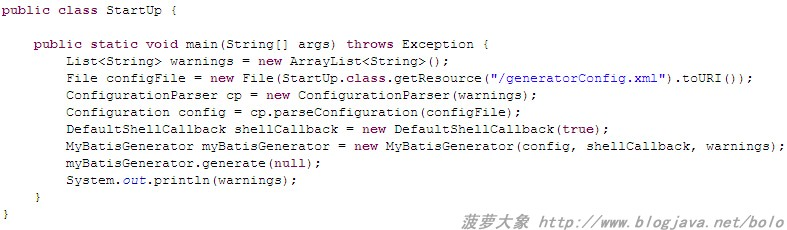 public class StartUp {
    public static void main(String[] args) throws Exception {
        List<String> warnings = new ArrayList<String>();
        File configFile = new File(StartUp.class.getResource("/generatorConfig.xml").toURI());
        ConfigurationParser cp = new ConfigurationParser(warnings);
        Configuration config = cp.parseConfiguration(configFile);
        DefaultShellCallback shellCallback = new DefaultShellCallback(true);
        MyBatisGenerator myBatisGenerator = new MyBatisGenerator(config, shellCallback, warnings);
        myBatisGenerator.generate(null);
        System.out.println(warnings);
    }
}
菠萝大象 http://www.blogjava.net/bolo